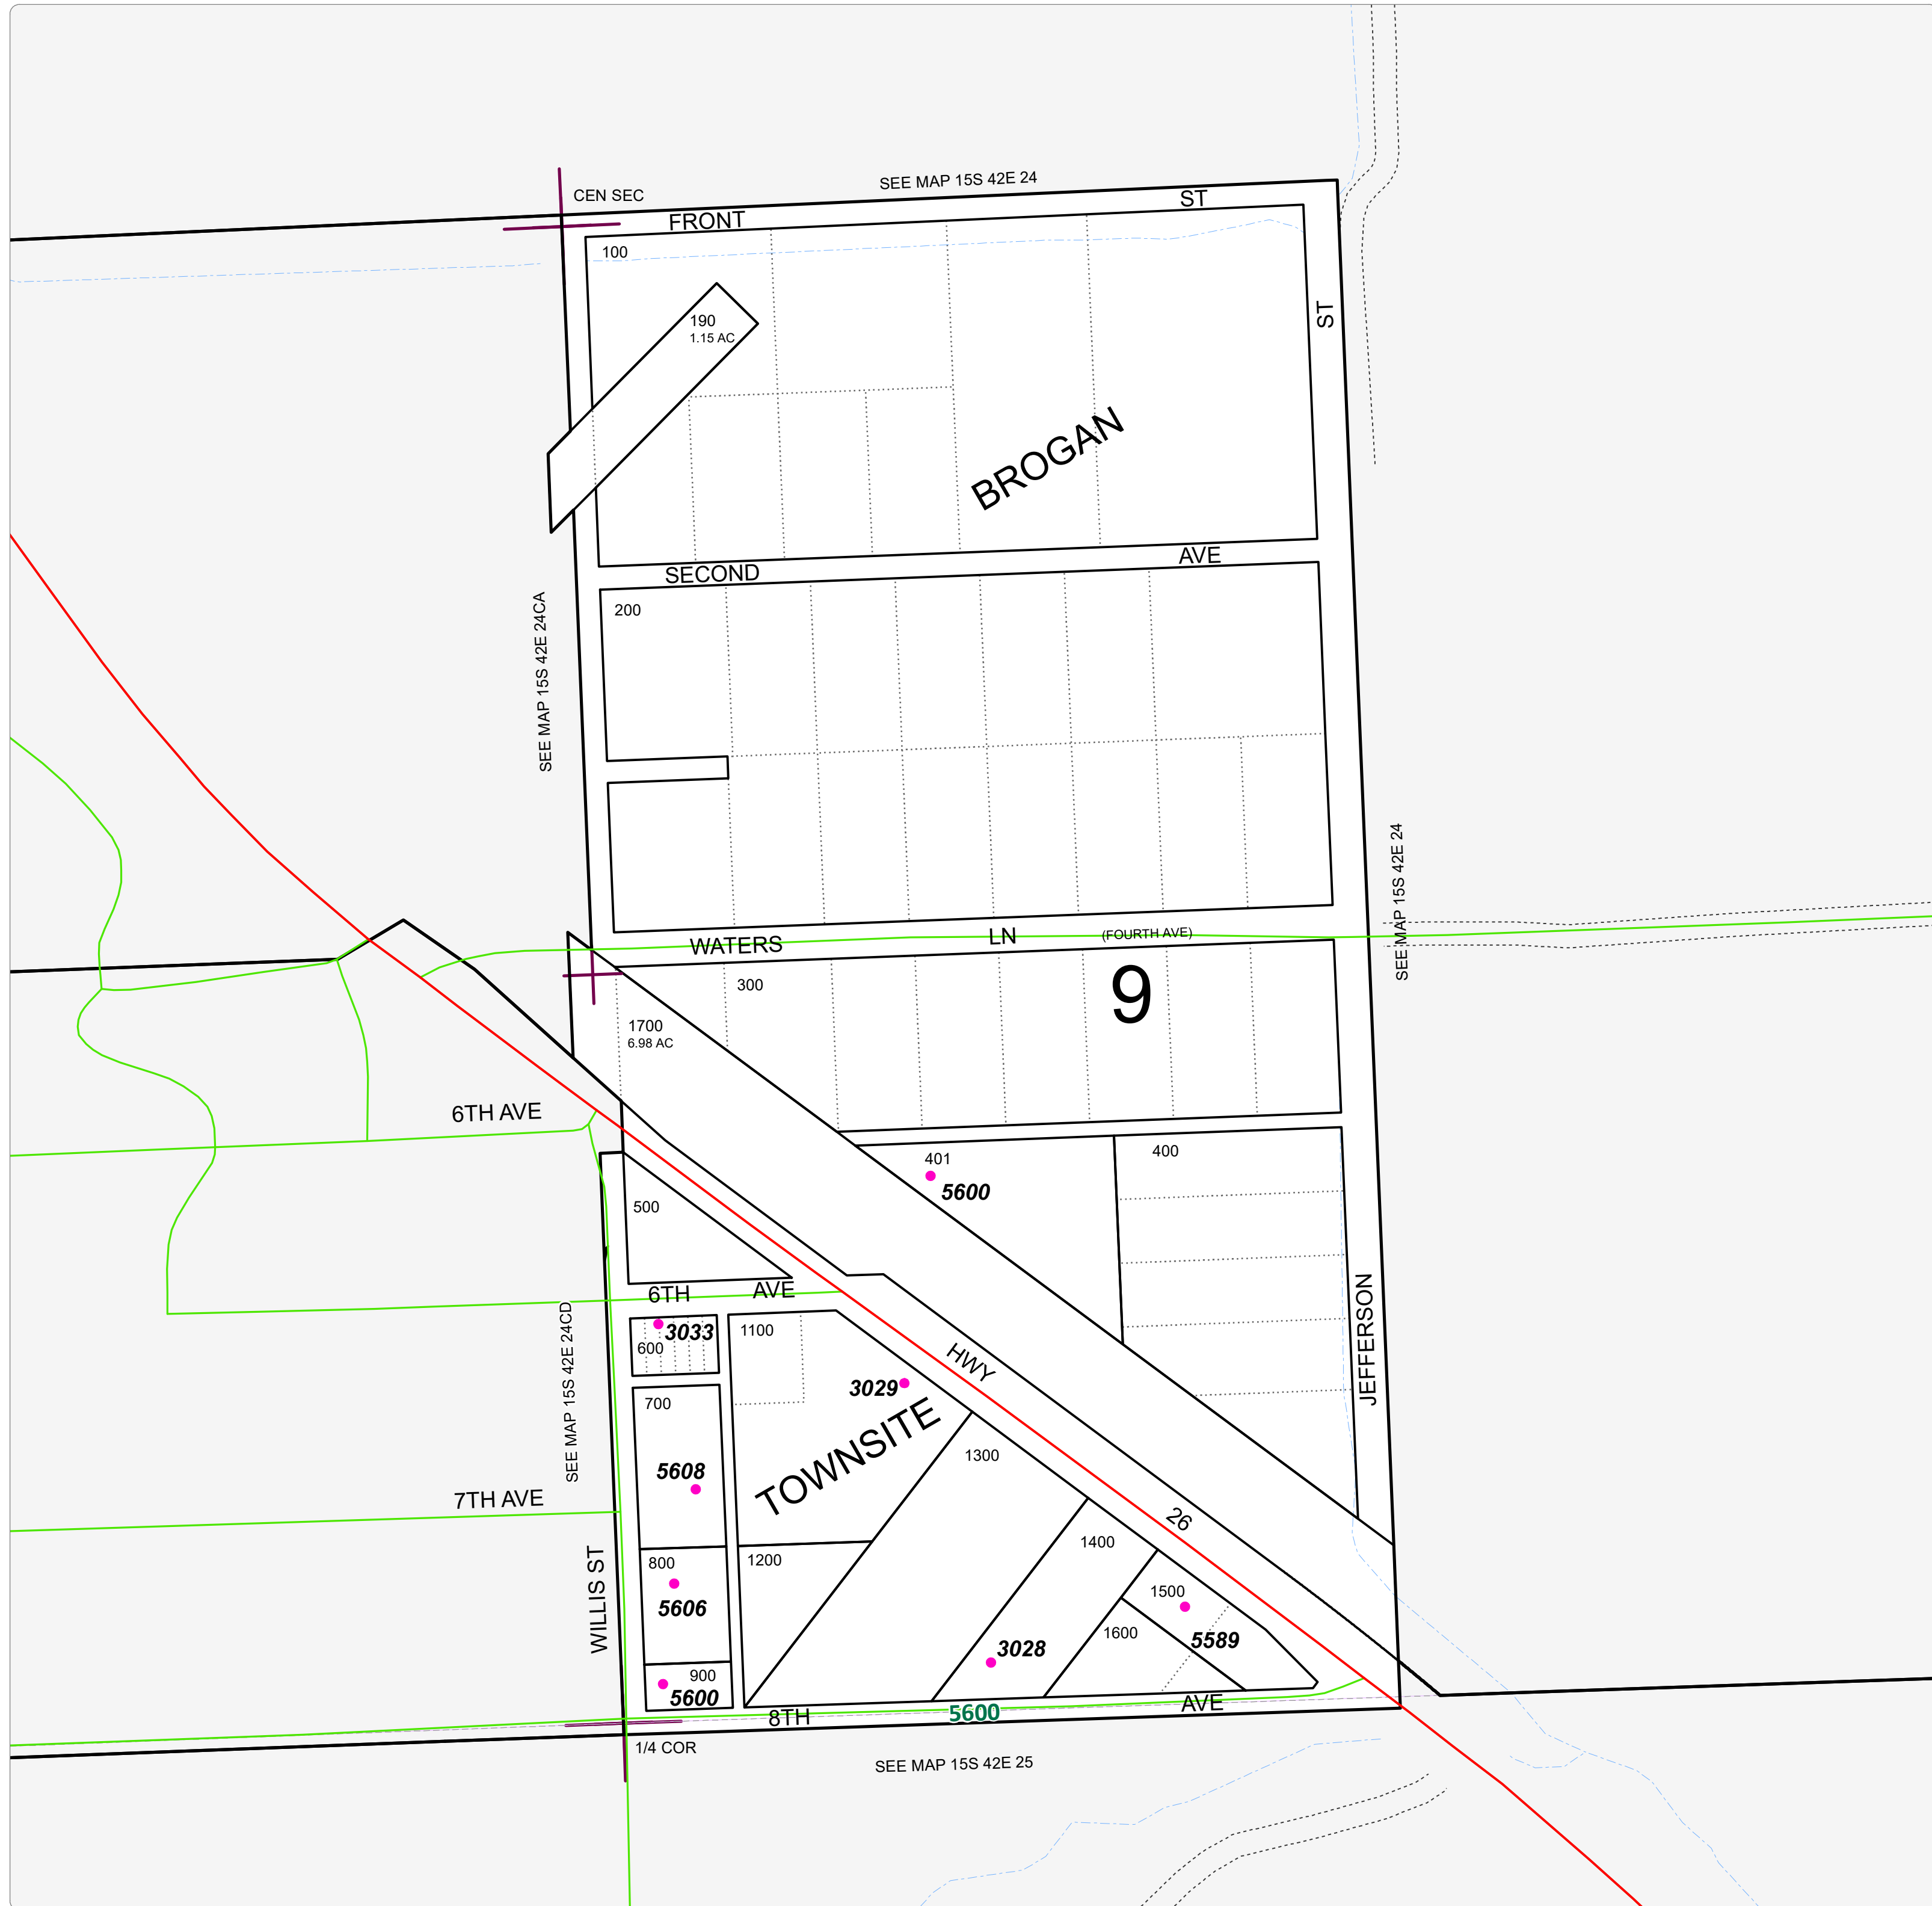 SEE MAP 15S 42E 24
CEN SEC
FRONT
ST
100
190
1.15 AC
ST
BROGAN
SECOND
AVE
200
SEE MAP 15S 42E 24CA
SEE MAP 15S 42E 24
WATERS
LN
(FOURTH AVE)
300
9
1700
6.98 AC
6TH AVE
401
5600
400
500
6TH
AVE
3033
600
1100
JEFFERSON
SEE MAP 15S 42E 24CD
HWY
3029
700
TOWNSITE
1300
5608
7TH AVE
26
1400
800
1200
5606
WILLIS ST
1500
1600
5589
3028
900
5600
5600
8TH
AVE
1/4 COR
SEE MAP 15S 42E 25